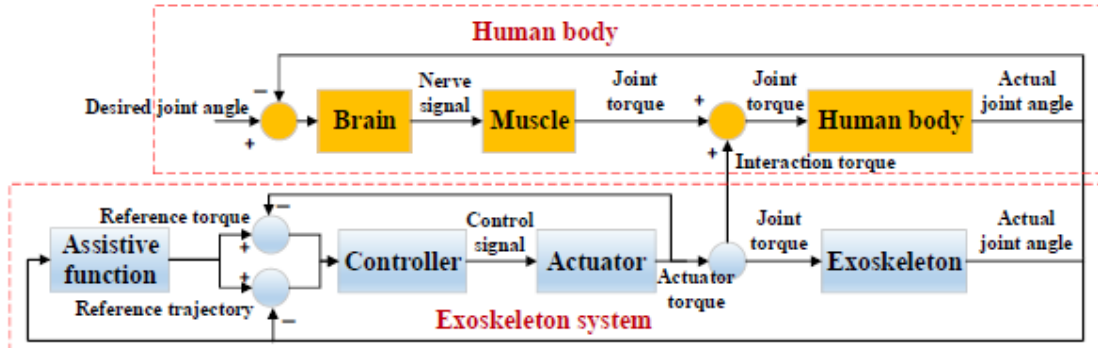 Human body
Nerve
signal
Joint
torque
Joint
torque
Actual
joint angle
−
Desired joint angle
+
Brain
Muscle
+
+
Human body
Interaction torque
Reference torque
−
+
Control
signal
Joint
torque
Actual
joint angle
Assistive
function
Controller
Actuator
Exoskeleton
+
Actuator
torque
Reference trajectory
−
Exoskeleton system